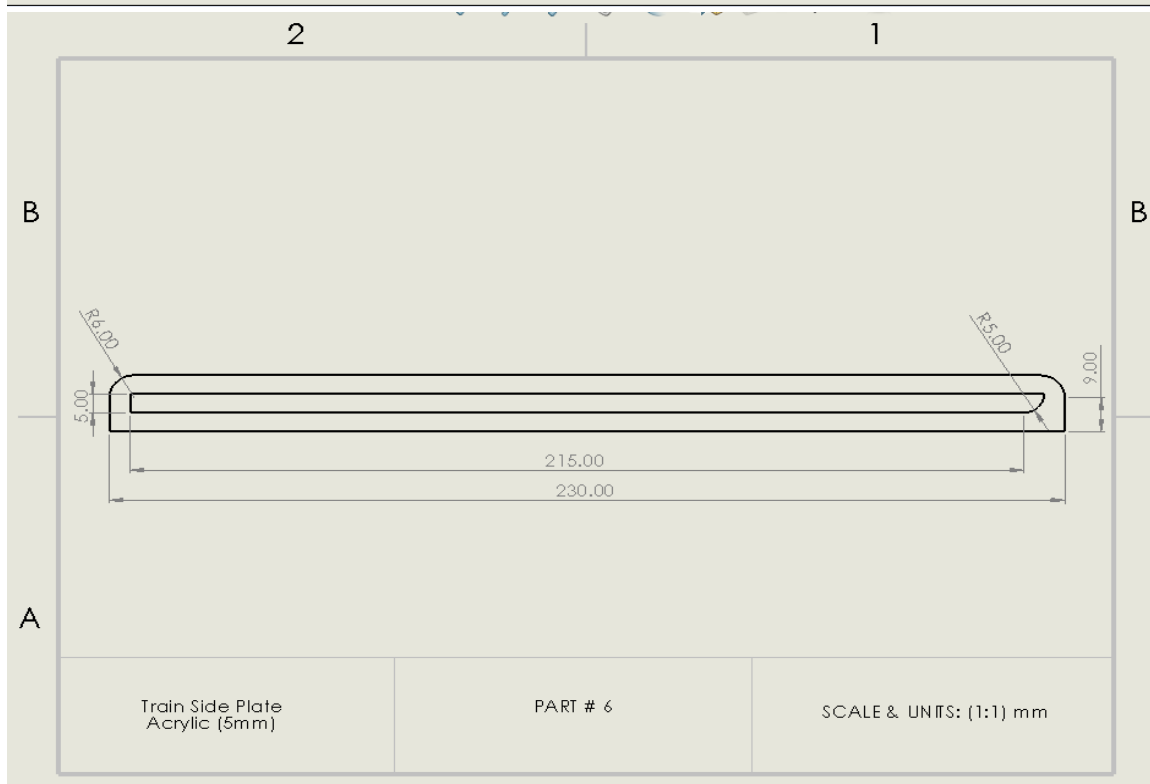 2 1
B B
R6.00
R5.00
9.00
5.00
215.00
230.00
A
Train Side Plate
Acrylic (5mm)
PART # 6
SCALE & UNITS: (1:1) mm